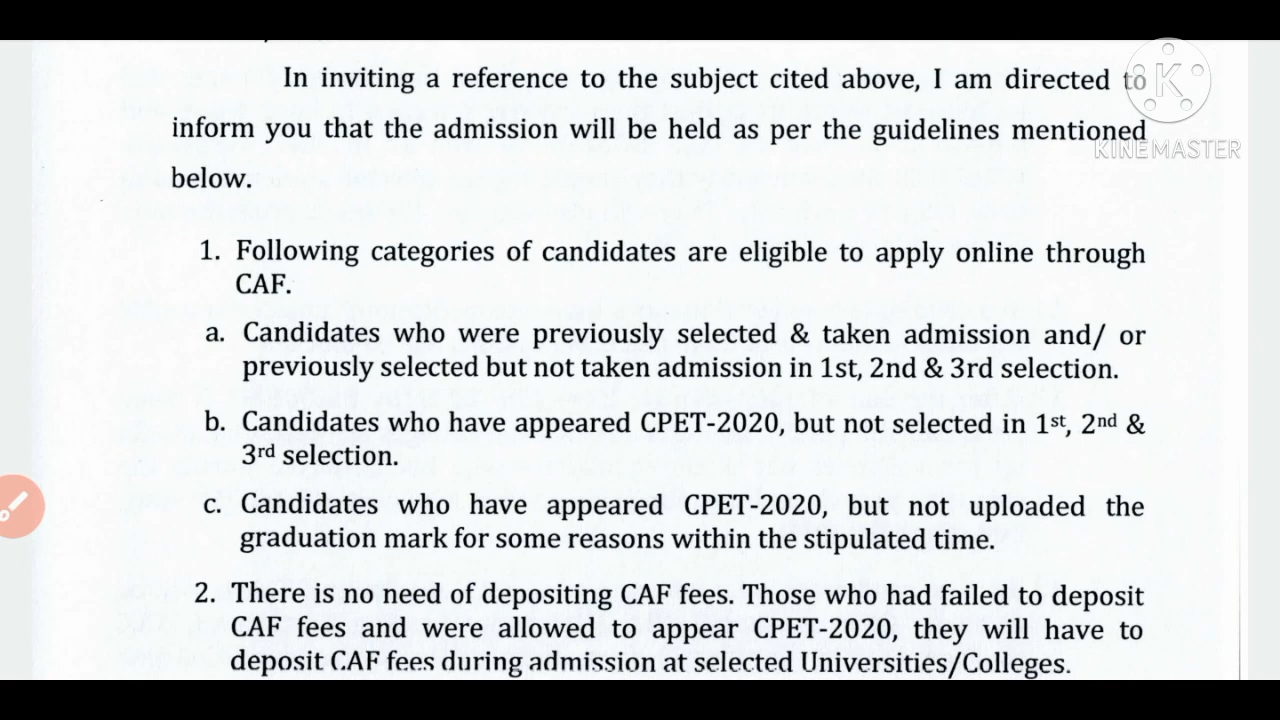 In inviting a reference to the subject cited above, I am directed to
inform you that the admission will be held as per the guidelines mentioned
below.
K
KINEMASTER
1. Following categories of candidates are eligible to apply online through
CAF.
a. Candidates who were previously selected & taken admission and/ or
previously selected but not taken admission in 1st, 2nd & 3rd selection.
b. Candidates who have appeared CPET-2020, but not selected in 1st, 2nd &
3rd selection.
c. Candidates who have appeared CPET-2020, but not uploaded the
graduation mark for some reasons within the stipulated time.
2. There is no need of depositing CAF fees. Those who had failed to deposit
CAF fees and were allowed to appear CPET-2020, they will have to
deposit CAF fees during admission at selected Universities/Colleges.